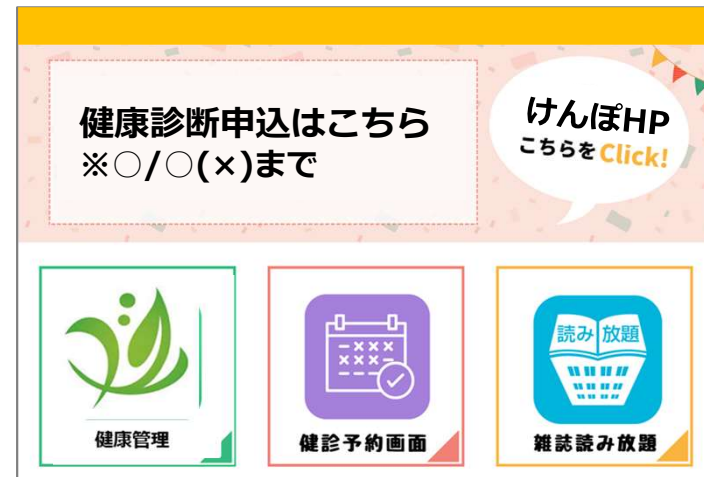 健康診断申込はこちら
※○/○(×)まで
けんぽHP
こちらをClick!
健康管理
健診予約画面
読み 放題
雑誌読み放題